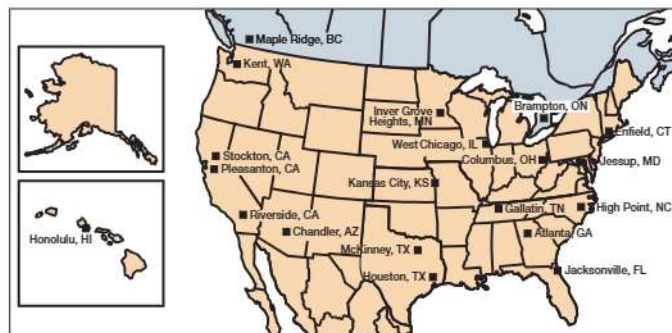 Maple Ridge, BC
Kent, WA
Inver Grove
Heights, MN
Brampton, ON
West Chicago, IL
Enfield, CT
Stockton, CA
Columbus, OH
Jessup, MD
Pleasanton, CA
Kansas City, KS
Gallatin, TN
High Point, NC
Riverside, CA
Honolulu, HI
Chandler, AZ
Atlanta, GA
McKinney, TX
Houston, TX
Jacksonville, FL